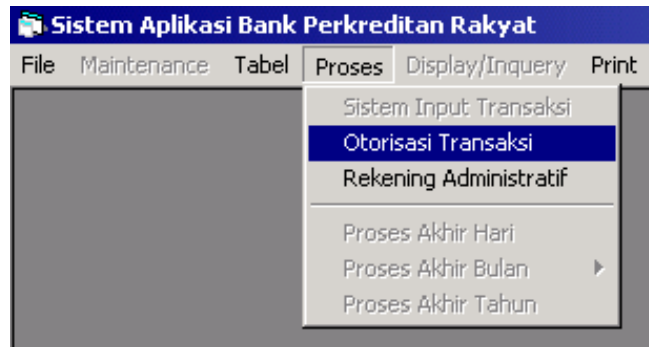 Sistem Aplikasi Bank Perkreditan Rakyat
File Maintenance Tabel Proses Display/Inquery Print
Sistem Input Transaksi
Otorisasi Transaksi
Rekening Administratif
Proses Akhir Hari
Proses Akhir Bulan
Proses Akhir Tahun